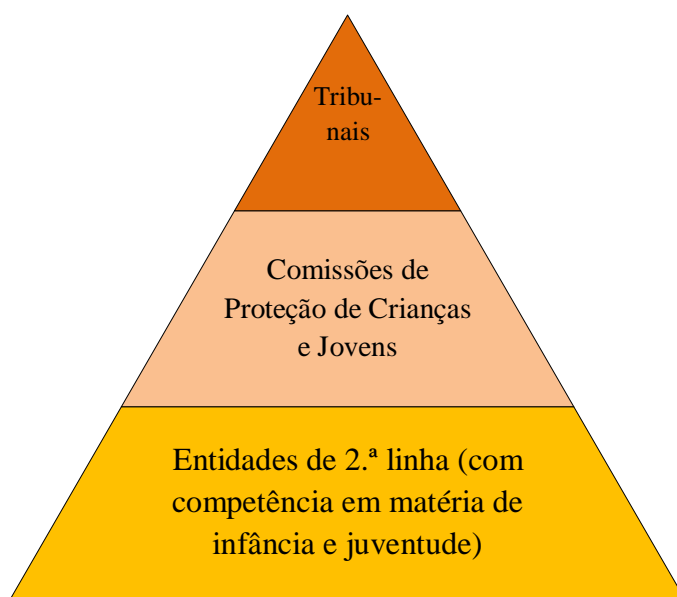 Tribu-
nais
Comissões de
Proteção de Crianças
e Jovens
Entidades de 2.ª linha (com
competência em matéria de
infância e juventude)